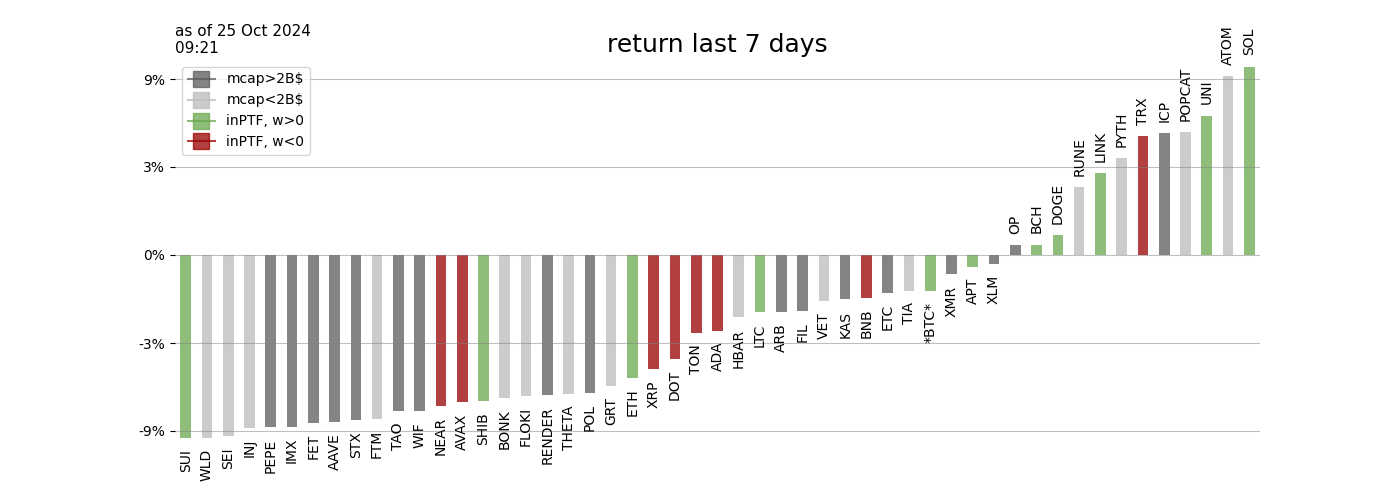 as of 25 Oct 2024
09:21
return last 7 days
mcap>2B$
mcap<2B$
inPTF, w>0
inPTF, w<0
9%
3%
0%
-3%
-9%
SUI
WLD
SEI
INJ
PEPE
IMX
FET
AAVE
STX
FTM
TAO
WIF
NEAR
AVAX
SHIB
BONK
FLOKI
RENDER
THETA
POL
GRT
ETH
XRP
DOT
TON
ADA
HBAR
LTC
ARB
FIL
VET
KAS
BNB
ETC
TIA
*BTC*
XMR
APT
XLM
OP
BCH
DOGE
RUNE
LINK
PYTH
TRX
ICP
POPCAT
UNI
ATOM
SOL